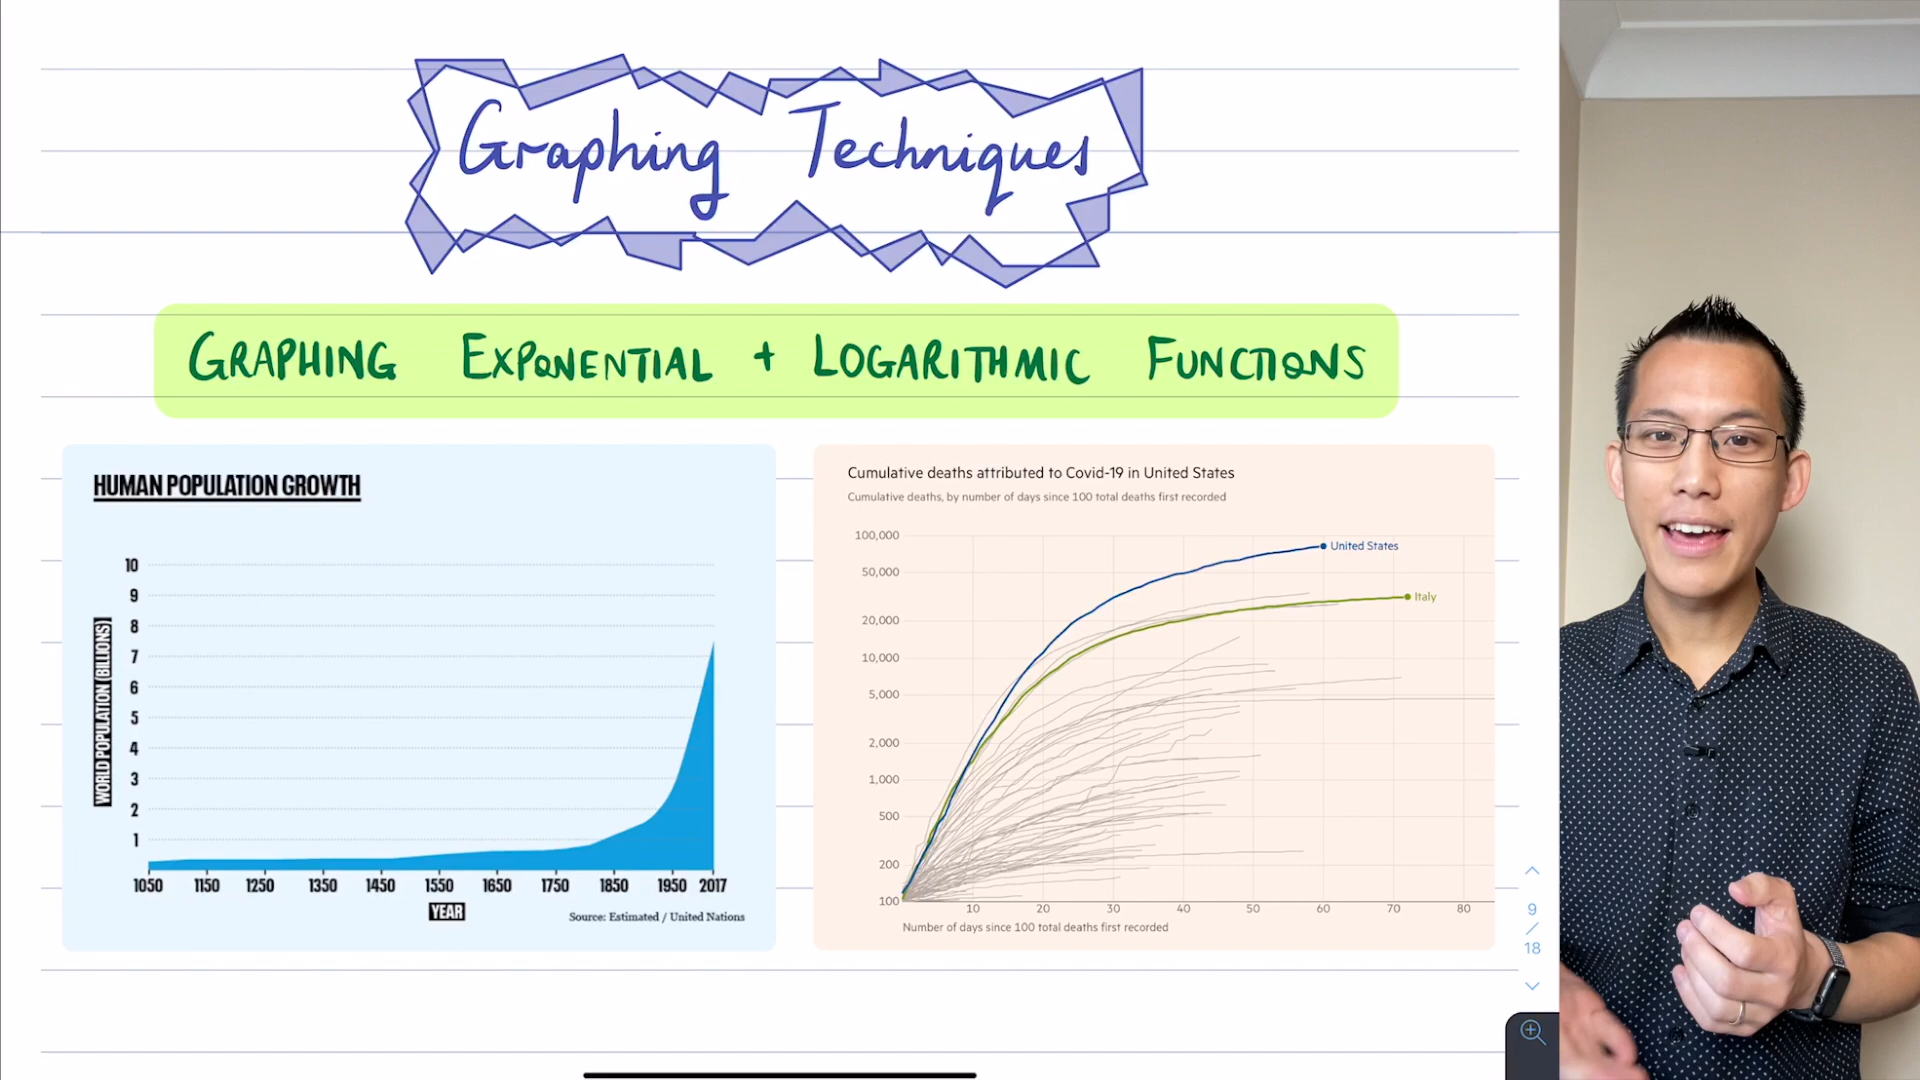 Graphing Techniques
GRAPHING EXPONENTIAL + LOGARITHMIC FUNCTIONS
HUMAN POPULATION GROWTH
WORLD POPULATION (BILLIONS)
10
9
8
7
6
5
4
3
2
1
1050 1150 1250 1350 1450 1550 1650 1750 1850 1950 2017
YEAR
Source: Estimated / United Nations
Cumulative deaths attributed to Covid-19 in United States
Cumulative deaths, by number of days since 100 total deaths first recorded
100,000
United States
50,000
Italy
20,000
10,000
5,000
2,000
1,000
500
200
100
10 20 30 40 50 60 70 80
Number of days since 100 total deaths first recorded
9
/
18